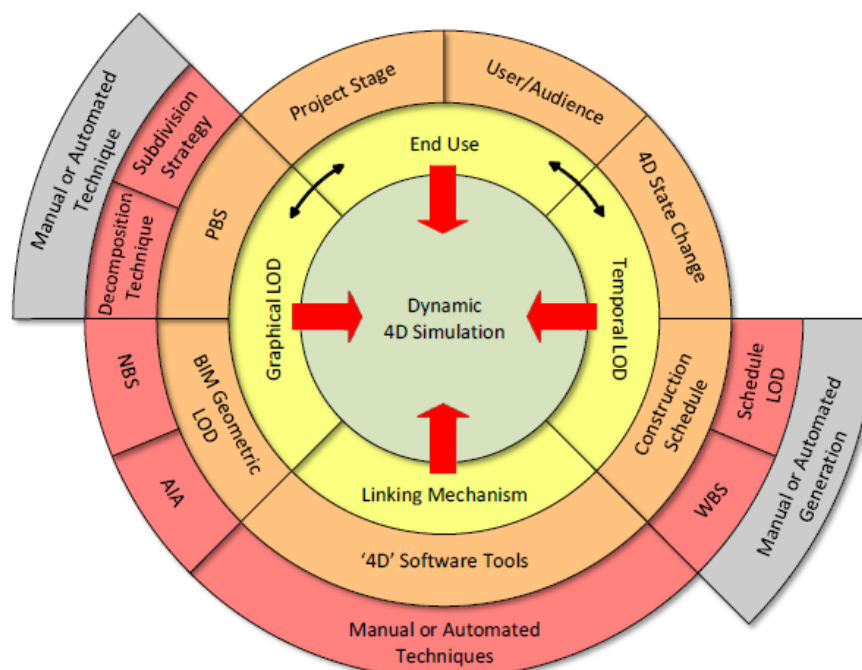 Project Stage
User/Audience
Manual or Automated
Technique
Subdivision
Strategy
Decomposition
Technique
PBS
End Use
4D State Change
Graphical LOD
Dynamic
4D Simulation
Temporal LOD
NBS
BIM Geometric
LOD
AIA
Construction
Schedule
Schedule
LOD
WBS
Manual or Automated
Generation
Linking Mechanism
‘4D’ Software Tools
Manual or Automated
Techniques